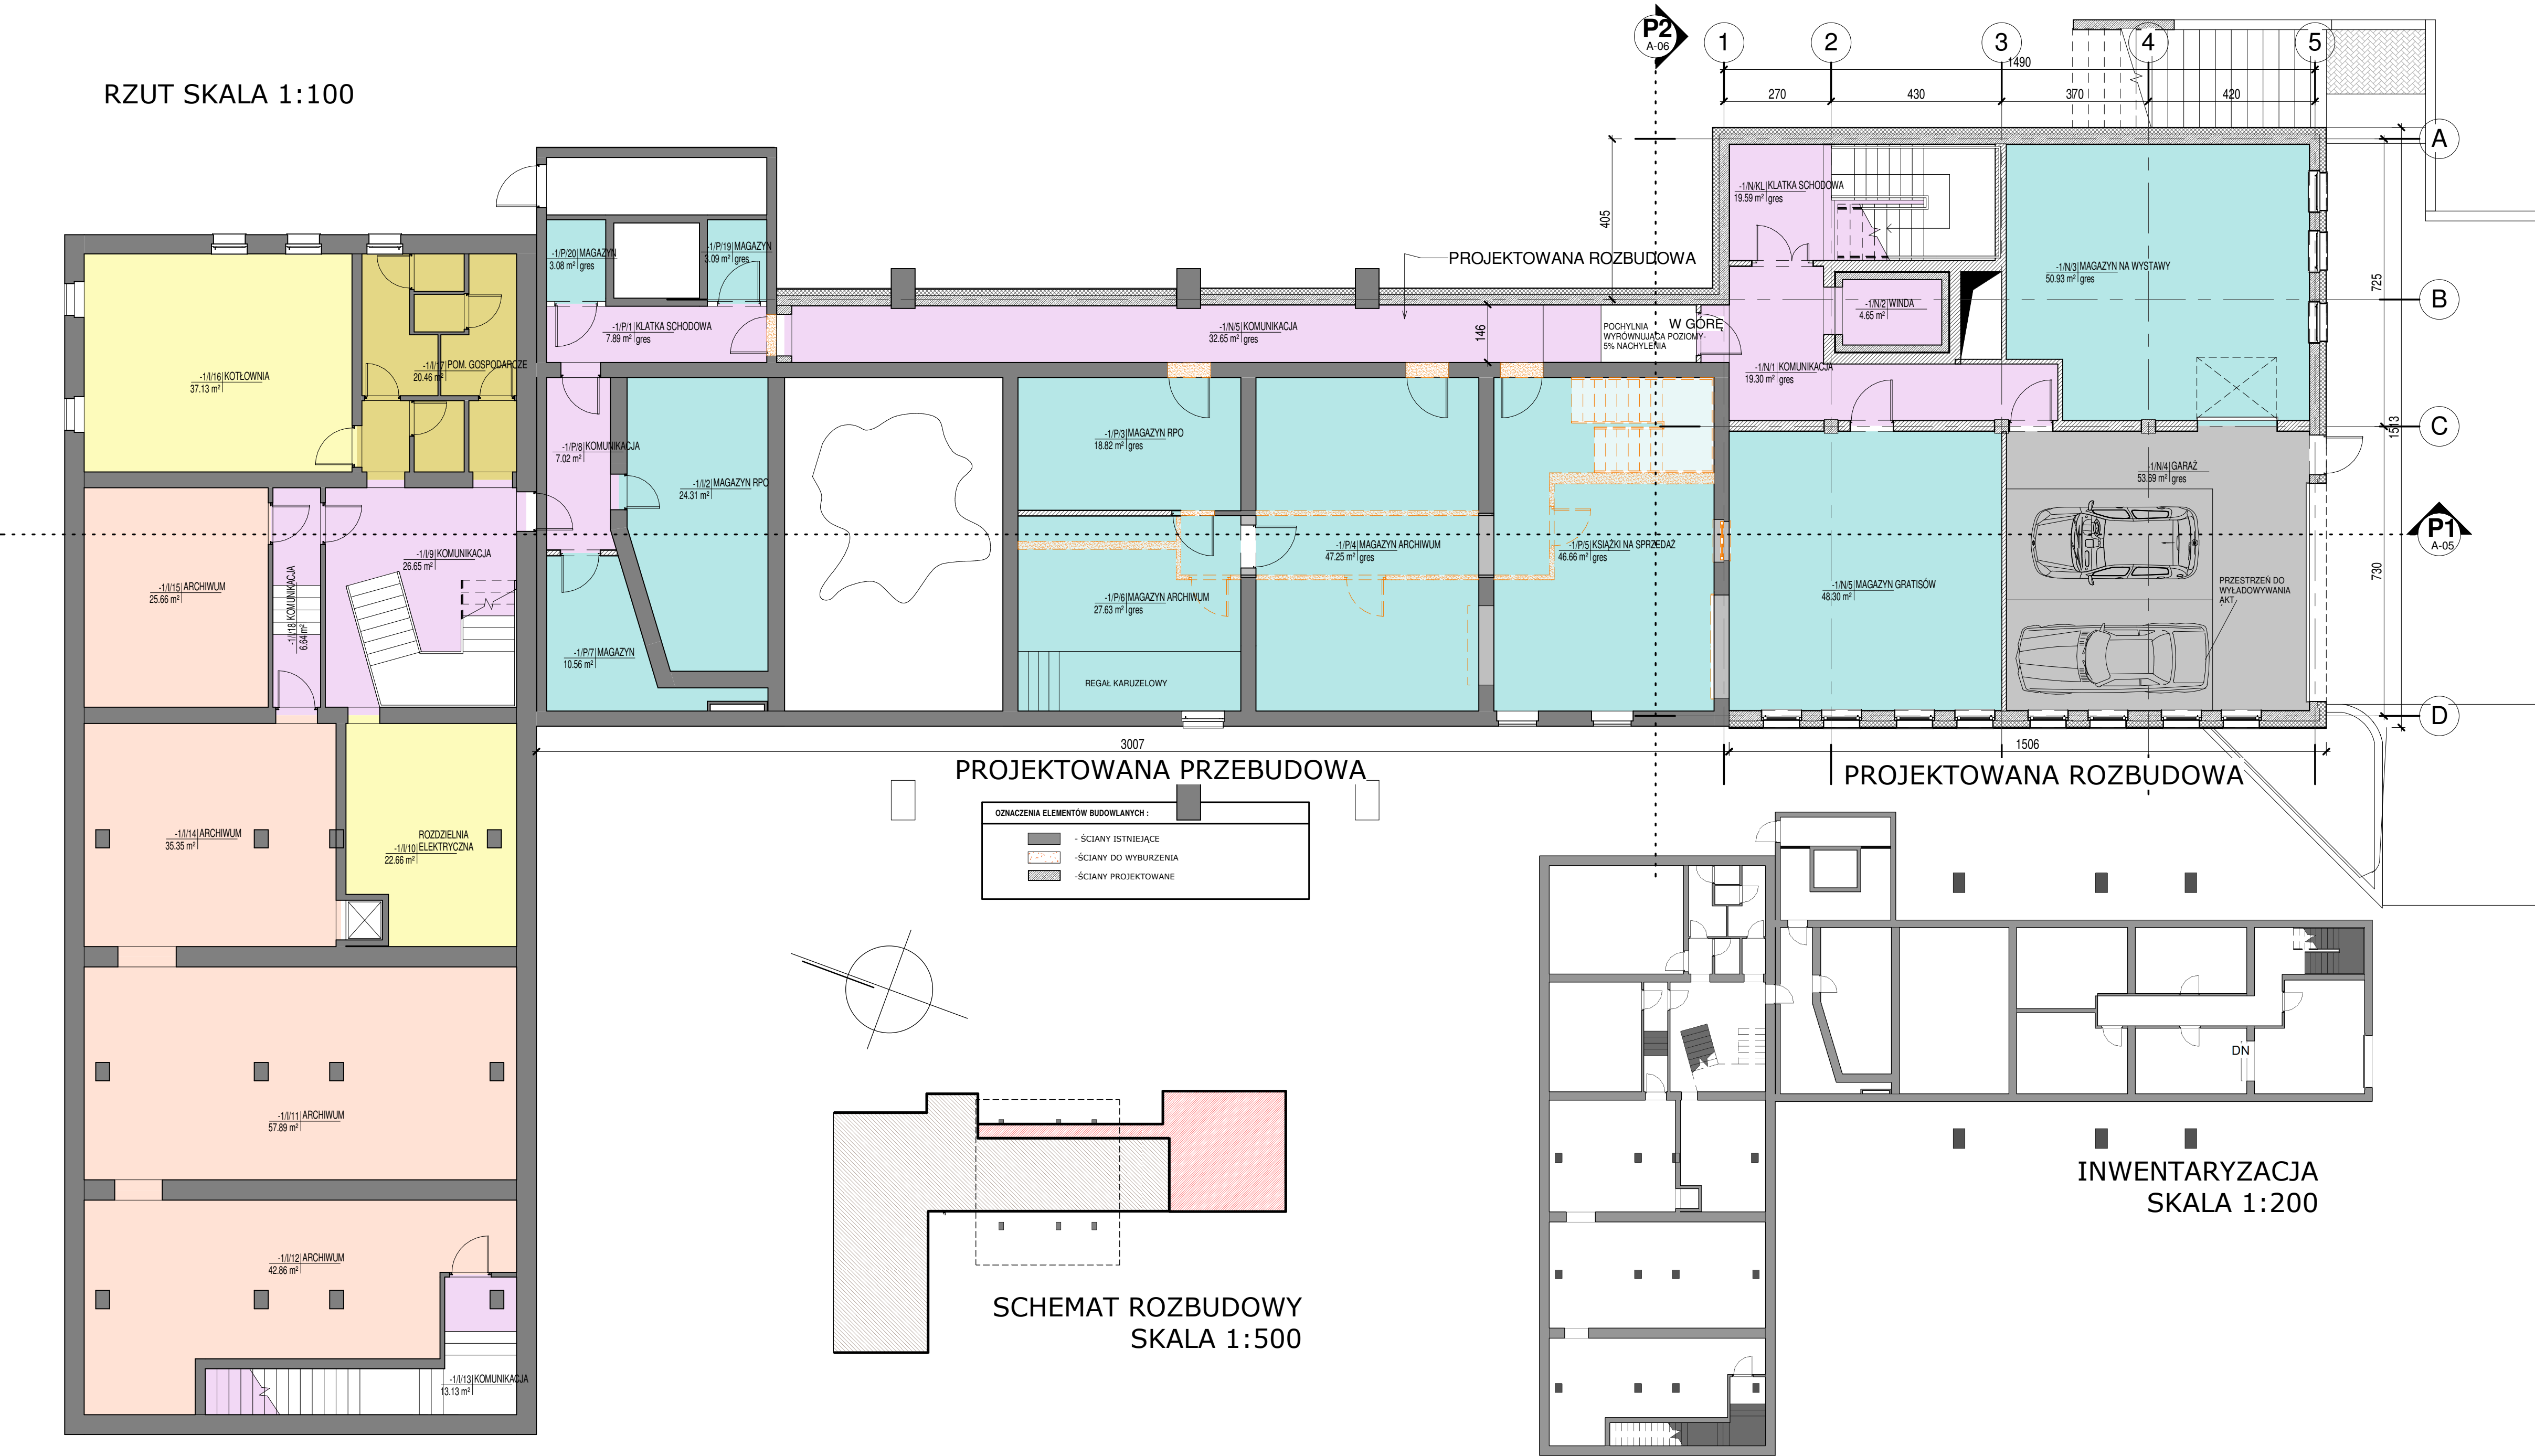 RZUT SKALA 1:100
P2
A-06
1
2
3
4
5
1490
270
430
370
420
A
B
C
D
405
725
1513
730
146
PROJEKTOWANA ROZBUDOWA
-1/N/KL KLATKA SCHODOWA
19.59 m² gres
-1/N/3 MAGAZYN NA WYSTAWY
50.93 m² gres
-1/N/2 WINDA
4.65 m² gres
-1/N/1 KOMUNIKACJA
19.30 m² gres
-1/P/20 MAGAZYN
3.08 m² gres
-1/P/19 MAGAZYN
3.09 m² gres
-1/P/1 KLATKA SCHODOWA
7.89 m² gres
-1/N/5 KOMUNIKACJA
32.65 m² gres
POCHYLNIA
WYRÓWNUJĄCA POZIOMY-
5% NACHYLENIA
W GÓRĘ
-1/I/16 KOTŁOWNIA
37.13 m²
-1/I/17 POM. GOSPODARCZE
20.46 m²
-1/P/8 KOMUNIKACJA
7.02 m²
-1/I/2 MAGAZYN RPO
24.31 m²
-1/P/3 MAGAZYN RPO
18.82 m² gres
-1/P/4 MAGAZYN ARCHIWUM
47.25 m² gres
-1/P/5 KSIĄŻKI NA SPRZEDAŻ
46.66 m² gres
-1/P/6 MAGAZYN ARCHIWUM
27.63 m² gres
REGAŁ KARUZELOWY
-1/P/7 MAGAZYN
10.56 m²
-1/N/5 MAGAZYN GRATISÓW
48.30 m² gres
-1/N/4 GARAŻ
53.69 m² gres
PRZESTRZEŃ DO
WYŁADOWYWANIA
AKT
P1
A-05
-1/I/15 ARCHIWUM
25.66 m²
-1/I/18 KOMUNIKACJA
6.64 m²
-1/I/9 KOMUNIKACJA
26.65 m²
-1/I/14 ARCHIWUM
35.35 m²
ROZDZIELNIA
-1/I/10 ELEKTRYCZNA
22.66 m²
-1/I/11 ARCHIWUM
57.89 m²
-1/I/12 ARCHIWUM
42.86 m²
-1/I/13 KOMUNIKACJA
13.13 m²
3007
1506
PROJEKTOWANA PRZEBUDOWA
PROJEKTOWANA ROZBUDOWA
OZNACZENIA ELEMENTÓW BUDOWLANYCH :
- ŚCIANY ISTNIEJĄCE
-ŚCIANY DO WYBURZENIA
-ŚCIANY PROJEKTOWANE
SCHEMAT ROZBUDOWY
SKALA 1:500
DN
INWENTARYZACJA
SKALA 1:200